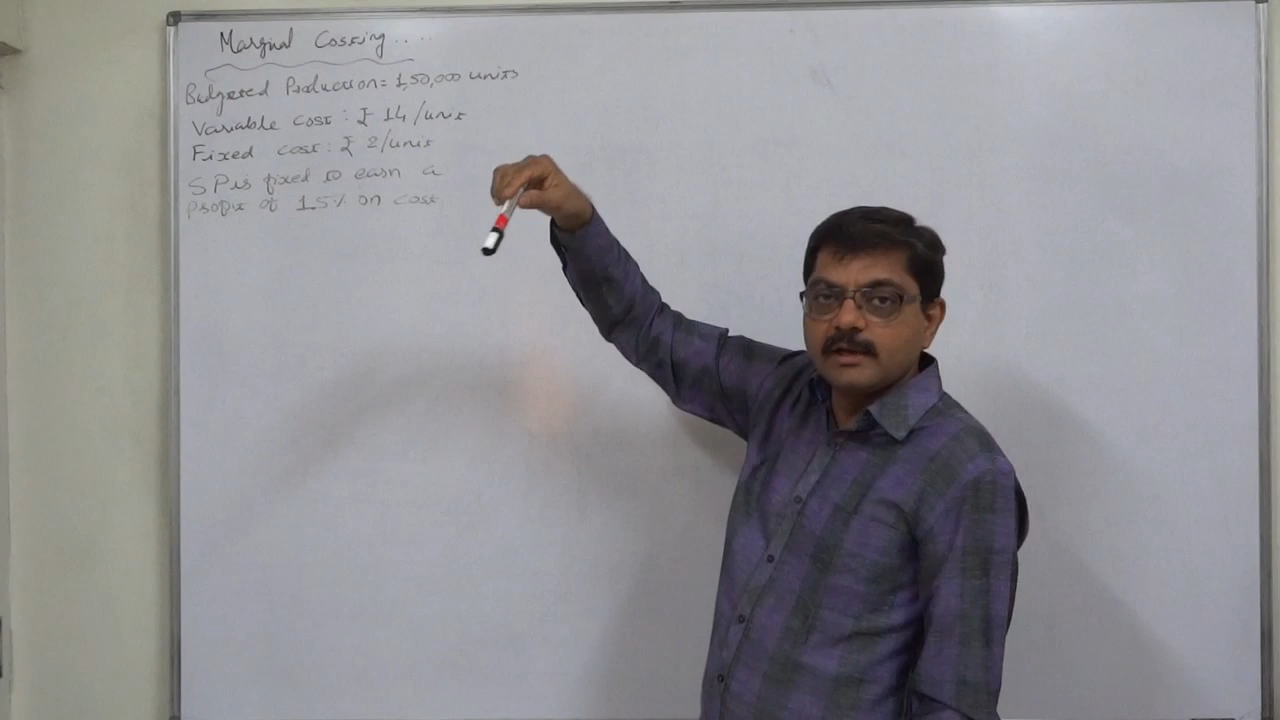 Marginal Costing....
Budgeted Production = 1,50,000 units
Variable cost : ₹ 14/unit
Fixed cost : ₹ 2/unit
SP is fixed to earn a
profit of 15% on cost